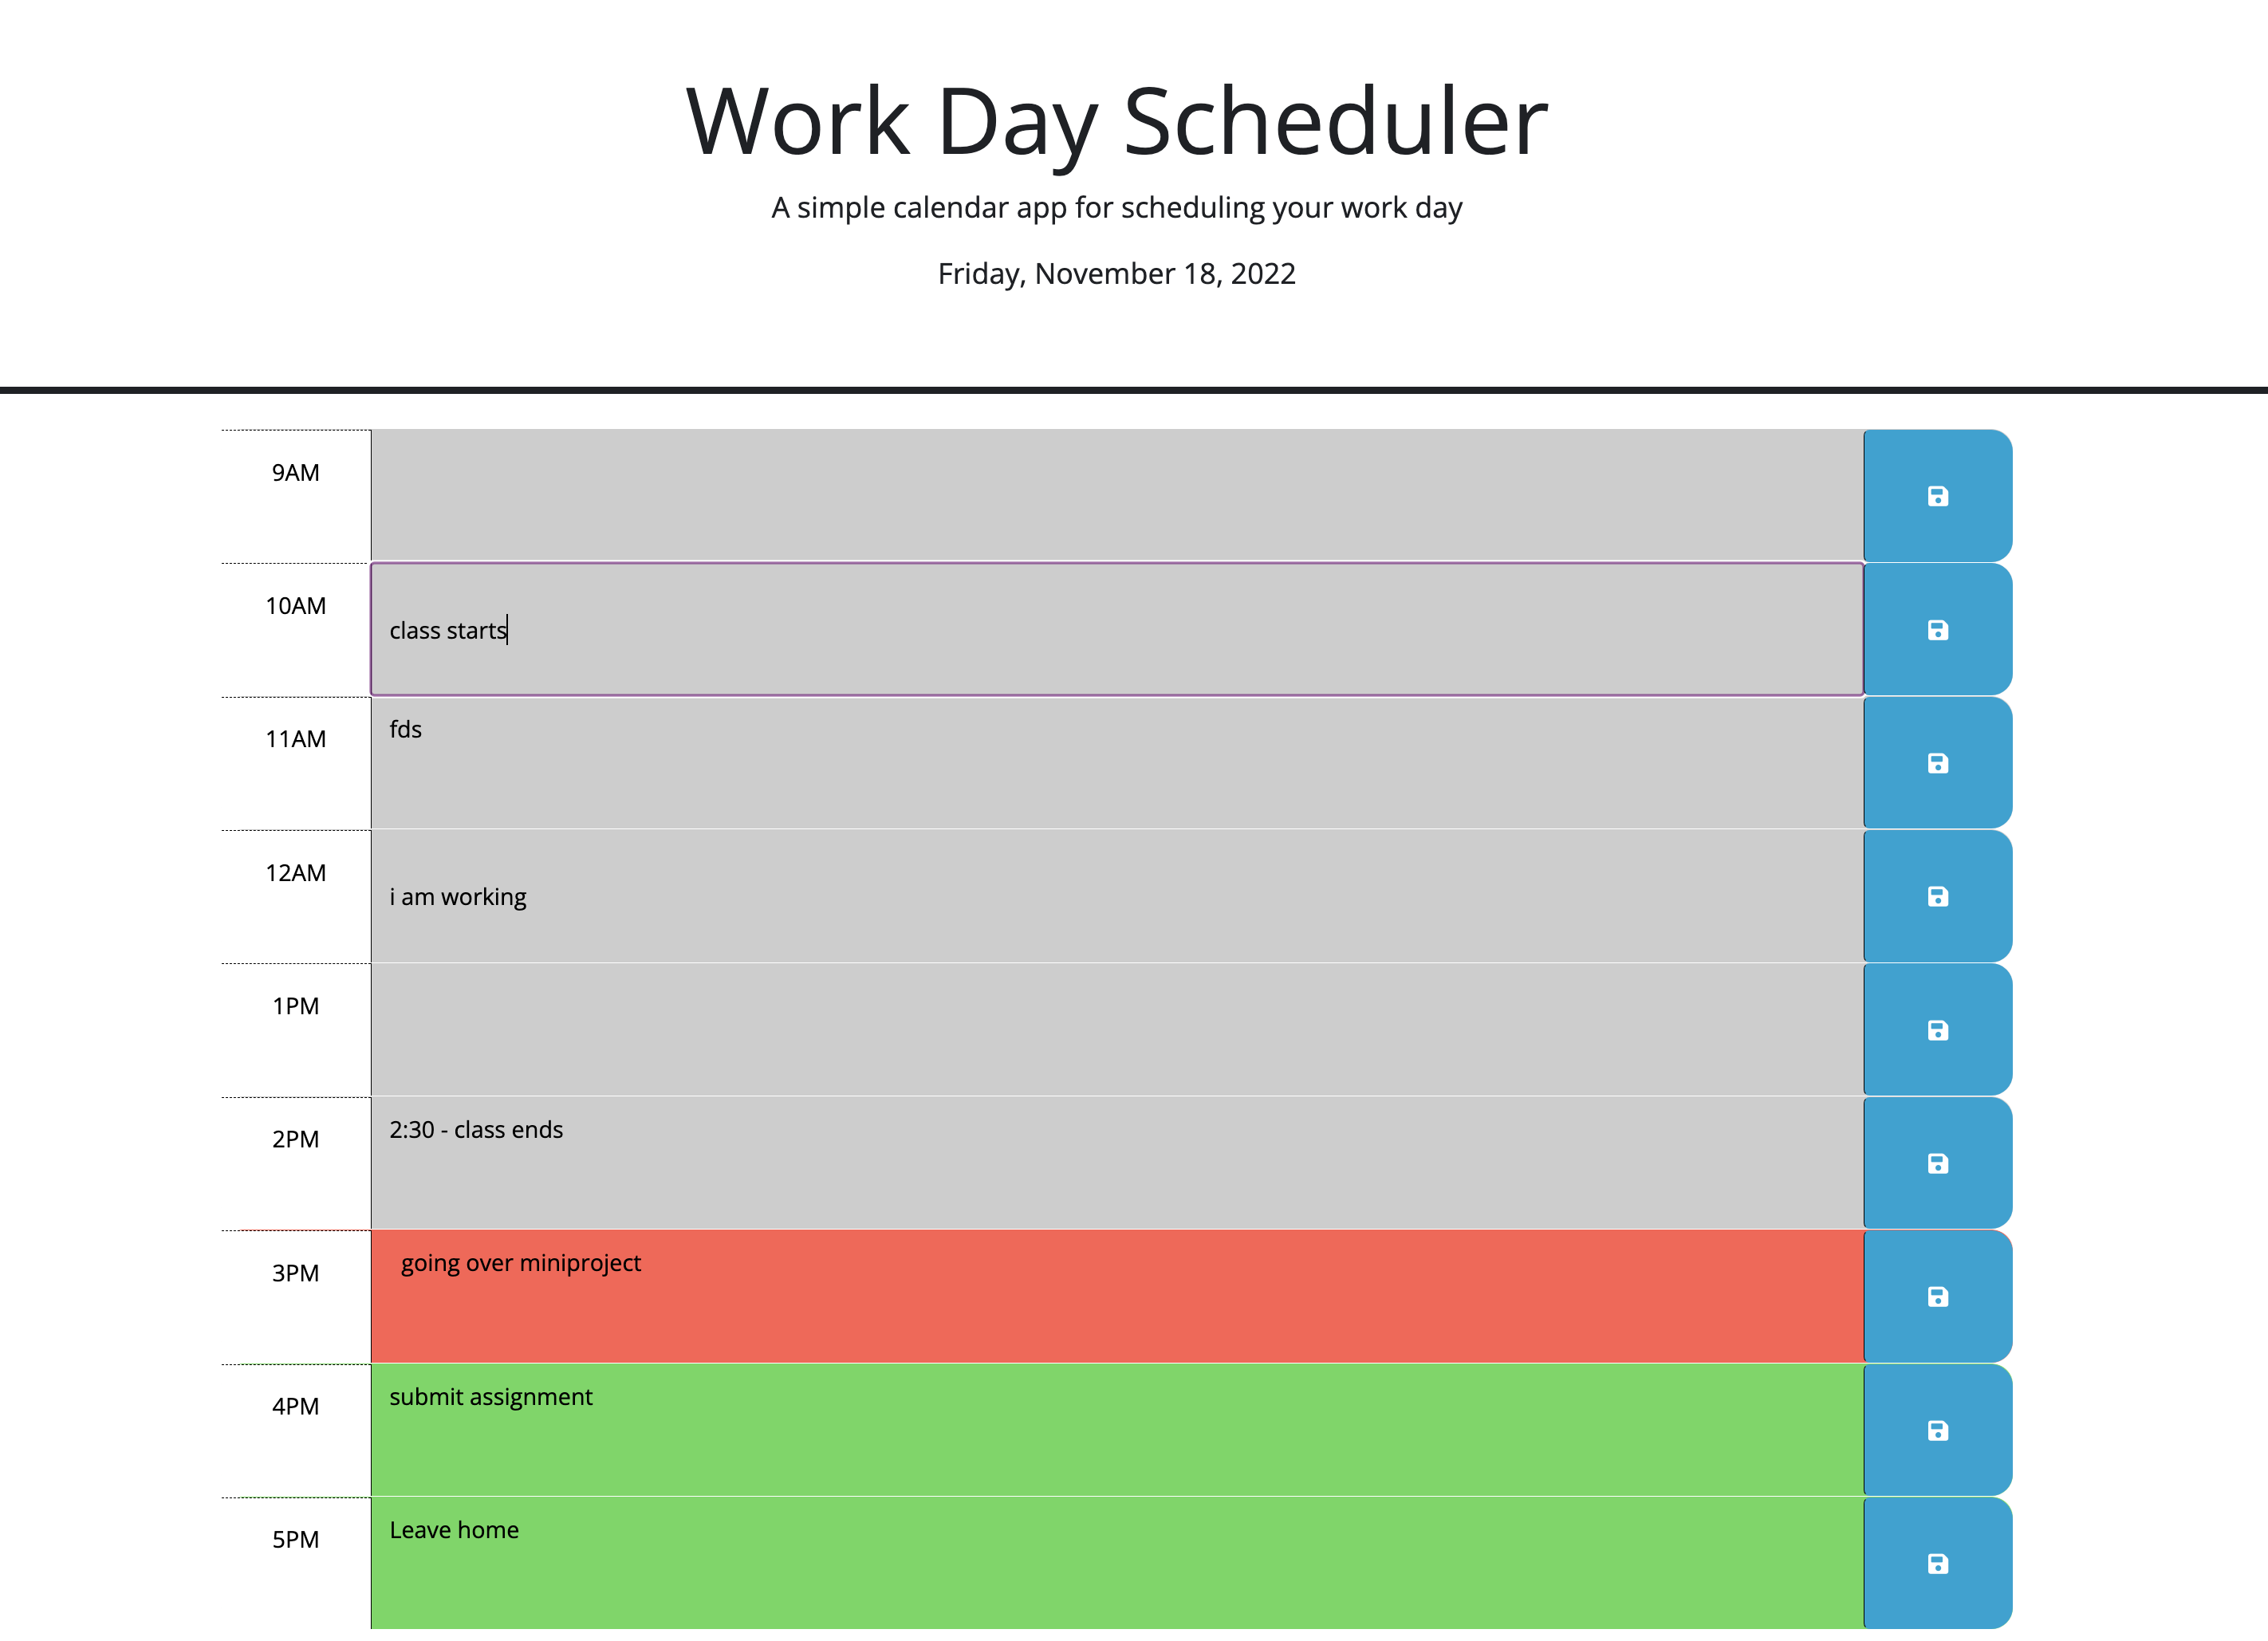 Work Day Scheduler
A simple calendar app for scheduling your work day
Friday, November 18, 2022
9AM
10AM
class starts
11AM
fds
12AM
i am working
1PM
2PM
2:30 - class ends
3PM
going over miniproject
4PM
submit assignment
5PM
Leave home